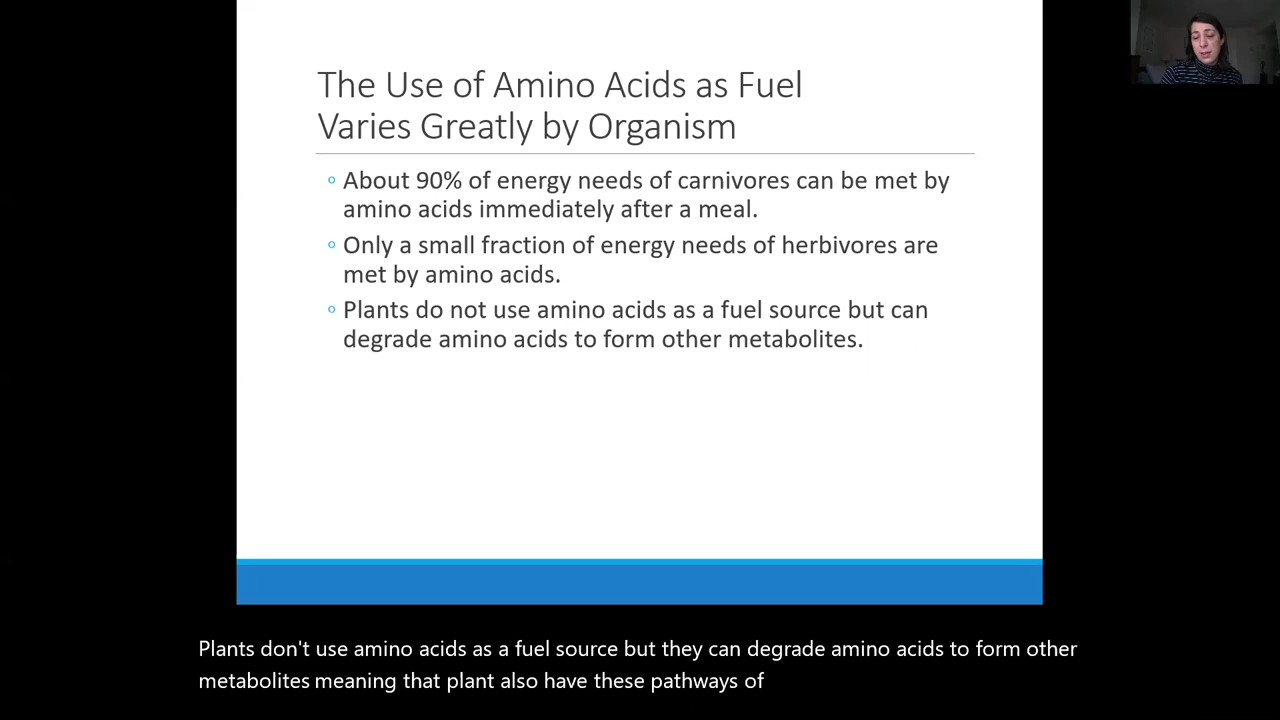 The Use of Amino Acids as Fuel
Varies Greatly by Organism
◦ About 90% of energy needs of carnivores can be met by
amino acids immediately after a meal.
◦ Only a small fraction of energy needs of herbivores are
met by amino acids.
◦ Plants do not use amino acids as a fuel source but can
degrade amino acids to form other metabolites.
Plants don't use amino acids as a fuel source but they can degrade amino acids to form other
metabolites meaning that plant also have these pathways of